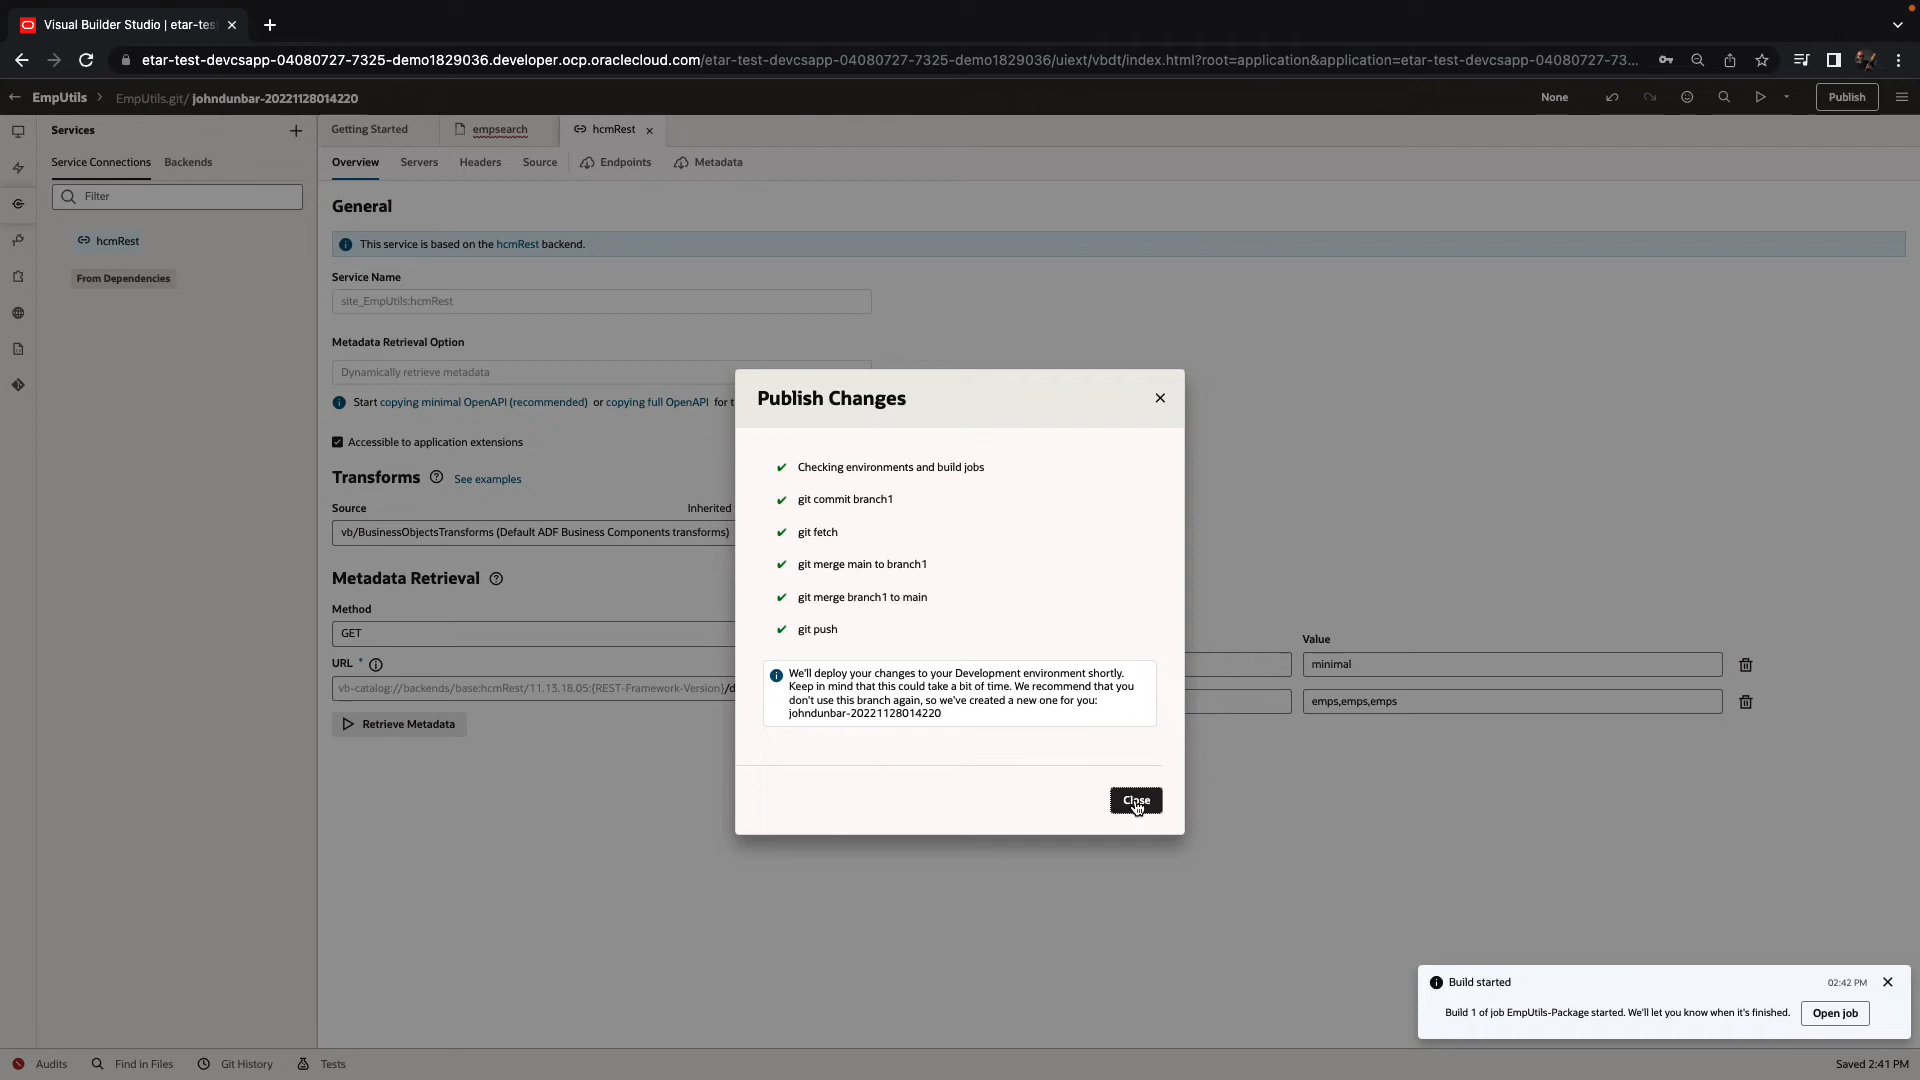 Visual Builder Studio | etar-tes
etar-test-devcsapp-04080727-7325-demo1829036.developer.ocp.oraclecloud.com/etar-test-devcsapp-04080727-7325-demo1829036/uiext/vbdt/index.html?root=application&application=etar-test-devcsapp-04080727-73...
EmpUtils > EmpUtils.git/ johndunbar-20221128014220
None
Publish
Services
Service Connections Backends
Filter
hcmRest
From Dependencies
Getting Started empsearch hcmRest
Overview Servers Headers Source Endpoints Metadata
General
This service is based on the hcmRest backend.
Service Name
site_EmpUtils:hcmRest
Metadata Retrieval Option
Dynamically retrieve metadata
Start copying minimal OpenAPI (recommended) or copying full OpenAPI for t
Accessible to application extensions
Transforms See examples
Source Inherited
vb/BusinessObjectsTransforms (Default ADF Business Components transforms)
Metadata Retrieval
Method
GET
URL *
vb-catalog://backends/base:hcmRest/11.13.18.05:{REST-Framework-Version}/d
Retrieve Metadata
Value
minimal
emps,emps,emps
Publish Changes
Checking environments and build jobs
git commit branch1
git fetch
git merge main to branch1
git merge branch1 to main
git push
We'll deploy your changes to your Development environment shortly.
Keep in mind that this could take a bit of time. We recommend that you
don't use this branch again, so we've created a new one for you:
johndunbar-20221128014220
Close
Build started 02:42 PM
Build 1 of job EmpUtils-Package started. We'll let you know when it's finished. Open job
Audits Find in Files Git History Tests
Saved 2:41 PM